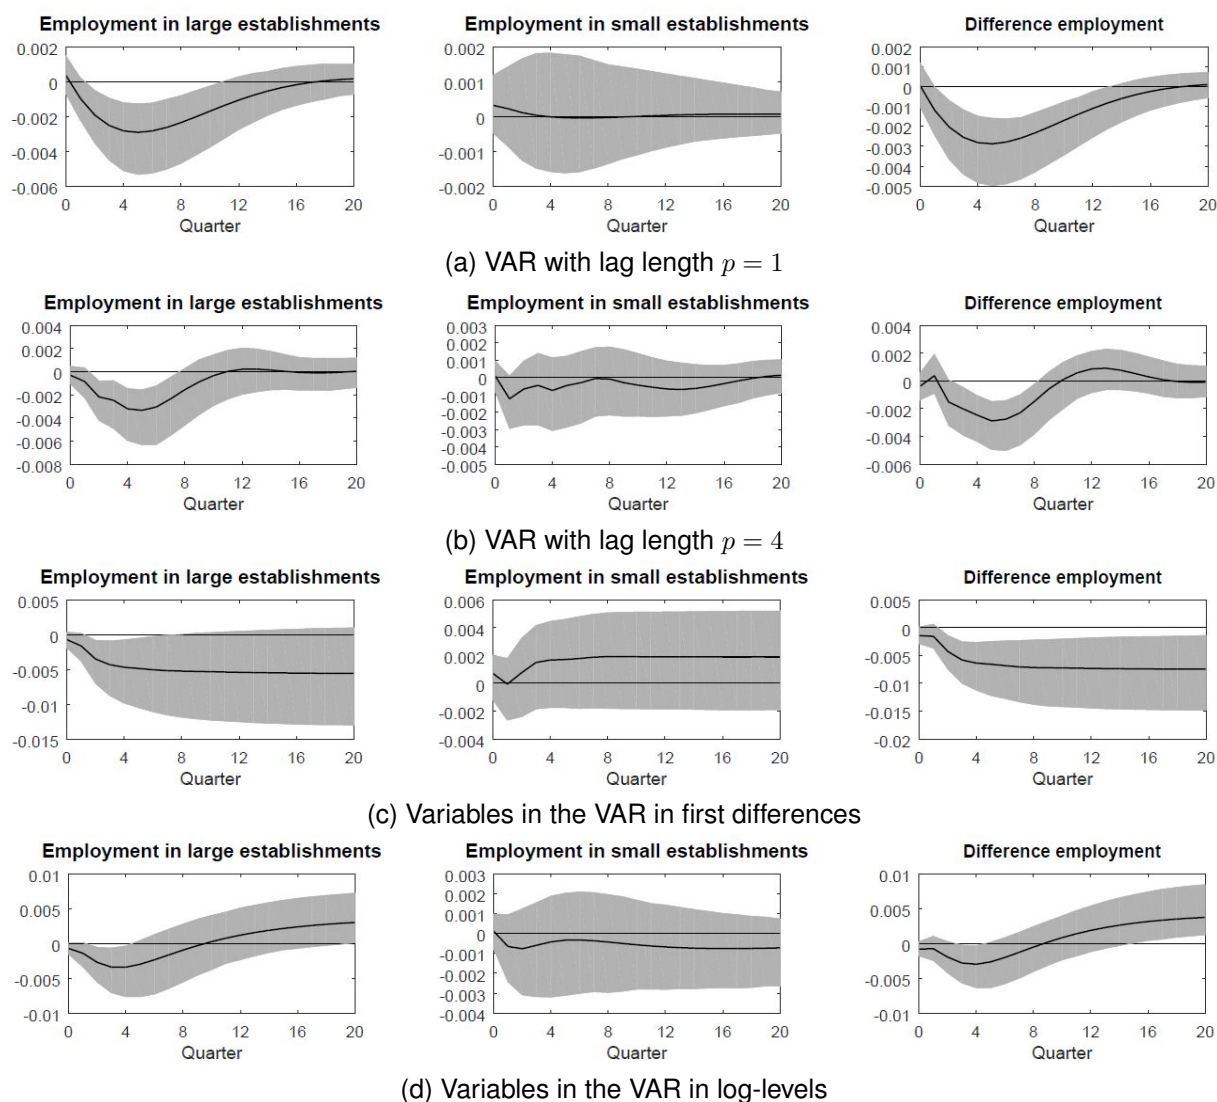 Employment in large establishments Employment in small establishments Difference employment
0.002 0.002 0.002
0.001
0 0.001 0
-0.001
-0.002 0 -0.002
-0.004 -0.001 -0.003
-0.004
-0.006 -0.002 -0.005
0 4 8 12 16 20 0 4 8 12 16 20 0 4 8 12 16 20
Quarter Quarter Quarter
(a) VAR with lag length p = 1
Employment in large establishments Employment in small establishments Difference employment
0.004 0.003 0.004
0.002 0.002 0.002
0.001
0 0 0
-0.002 -0.001 -0.002
-0.002
-0.004 -0.003 -0.004
-0.006 -0.004
-0.008 -0.005 -0.006
0 4 8 12 16 20 0 4 8 12 16 20 0 4 8 12 16 20
Quarter Quarter Quarter
(b) VAR with lag length p = 4
Employment in large establishments Employment in small establishments Difference employment
0.005 0.006 0.005
0 0.004 0
-0.005 0.002 -0.005
0 -0.01
-0.01 -0.002 -0.015
-0.015 -0.004 -0.02
0 4 8 12 16 20 0 4 8 12 16 20 0 4 8 12 16 20
Quarter Quarter Quarter
(c) Variables in the VAR in first differences
Employment in large establishments Employment in small establishments Difference employment
0.01 0.003 0.01
0.002
0.005 0.001 0.005
0 0 0
-0.001
-0.005 -0.002 -0.005
-0.003
-0.01 -0.004 -0.01
0 4 8 12 16 20 0 4 8 12 16 20 0 4 8 12 16 20
Quarter Quarter Quarter
(d) Variables in the VAR in log-levels